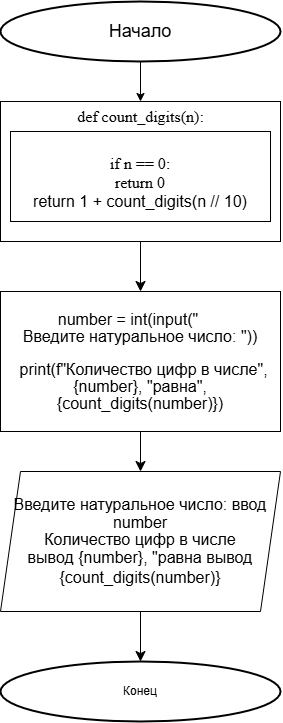 Начало
def count_digits(n):
if n == 0:
return 0
return 1 + count_digits(n // 10)
number = int(input("
Введите натуральное число: "))
print(f"Количество цифр в числе",
{number}, "равна",
{count_digits(number)})
Введите натуральное число: ввод
number
Количество цифр в числе
вывод {number}, "равна вывод
{count_digits(number)}
Конец